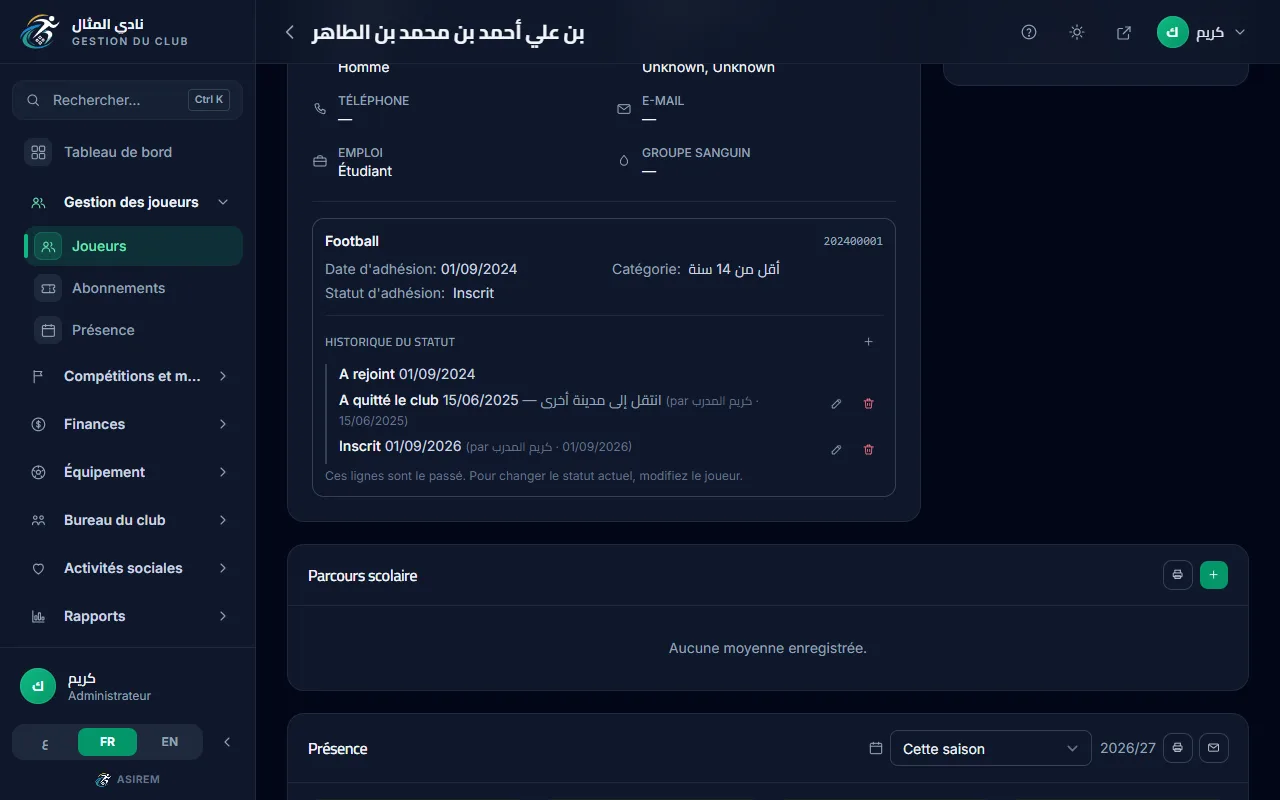 نادي المثال
GESTION DU CLUB
Rechercher...
Ctrl K
Tableau de bord
Gestion des joueurs
Joueurs
Abonnements
Présence
Compétitions et m...
Finances
Équipement
Bureau du club
Activités sociales
Rapports
ك
كريم
Administrateur
ع
FR
EN
ASIREM
بن علي أحمد بن محمد بن الطاهر
ك
كريم
Homme
Unknown, Unknown
TÉLÉPHONE
—
E-MAIL
—
EMPLOI
Étudiant
GROUPE SANGUIN
—
Football
202400001
Date d'adhésion: 01/09/2024
Catégorie: أقل من 14 سنة
Statut d'adhésion: Inscrit
HISTORIQUE DU STATUT
A rejoint 01/09/2024
A quitté le club 15/06/2025 — انتقل إلى مدينة أخرى (par كريم المدرب ·
15/06/2025)
Inscrit 01/09/2026 (par كريم المدرب · 01/09/2026)
Ces lignes sont le passé. Pour changer le statut actuel, modifiez le joueur.
Parcours scolaire
Aucune moyenne enregistrée.
Présence
Cette saison
2026/27